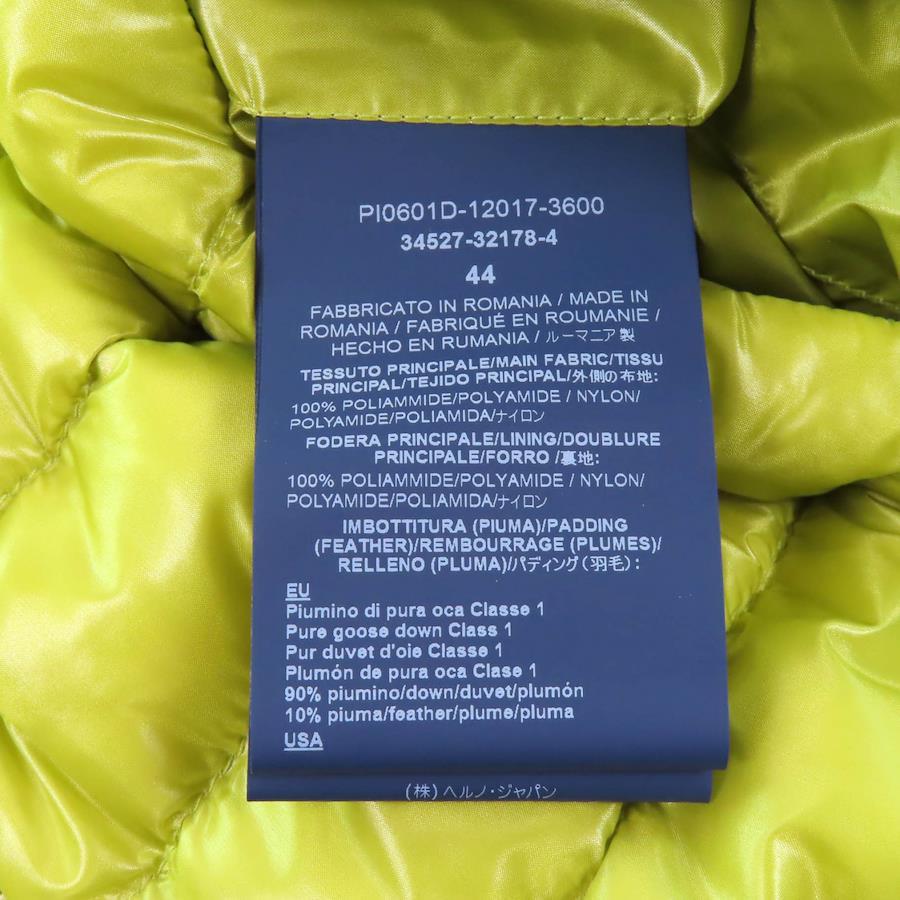 PI0601D-12017-3600
34527-32178-4
44
FABBRICATO IN ROMANIA / MADE IN
ROMANIA / FABRIQUÉ EN ROUMANIE /
HECHO EN RUMANIA / ルーマニア製
TESSUTO PRINCIPALE/MAIN FABRIC/TISSU
PRINCIPAL/TEJIDO PRINCIPAL/外側の布地:
100% POLIAMMIDE/POLYAMIDE / NYLON/
POLYAMIDE/POLIAMIDA/ナイロン
FODERA PRINCIPALE/LINING/DOUBLURE
PRINCIPALE/FORRO /裏地:
100% POLIAMMIDE/POLYAMIDE / NYLON/
POLYAMIDE/POLIAMIDA/ナイロン
IMBOTTITURA (PIUMA)/PADDING
(FEATHER)/REMBOURRAGE (PLUMES)/
RELLENO (PLUMA)/パディング(羽毛):
EU
Piumino di pura oca Classe 1
Pure goose down Class 1
Pur duvet d'oie Classe 1
Plumón de pura oca Clase 1
90% piumino/down/duvet/plumón
10% piuma/feather/plume/pluma
USA
(株)ヘルノ・ジャパン